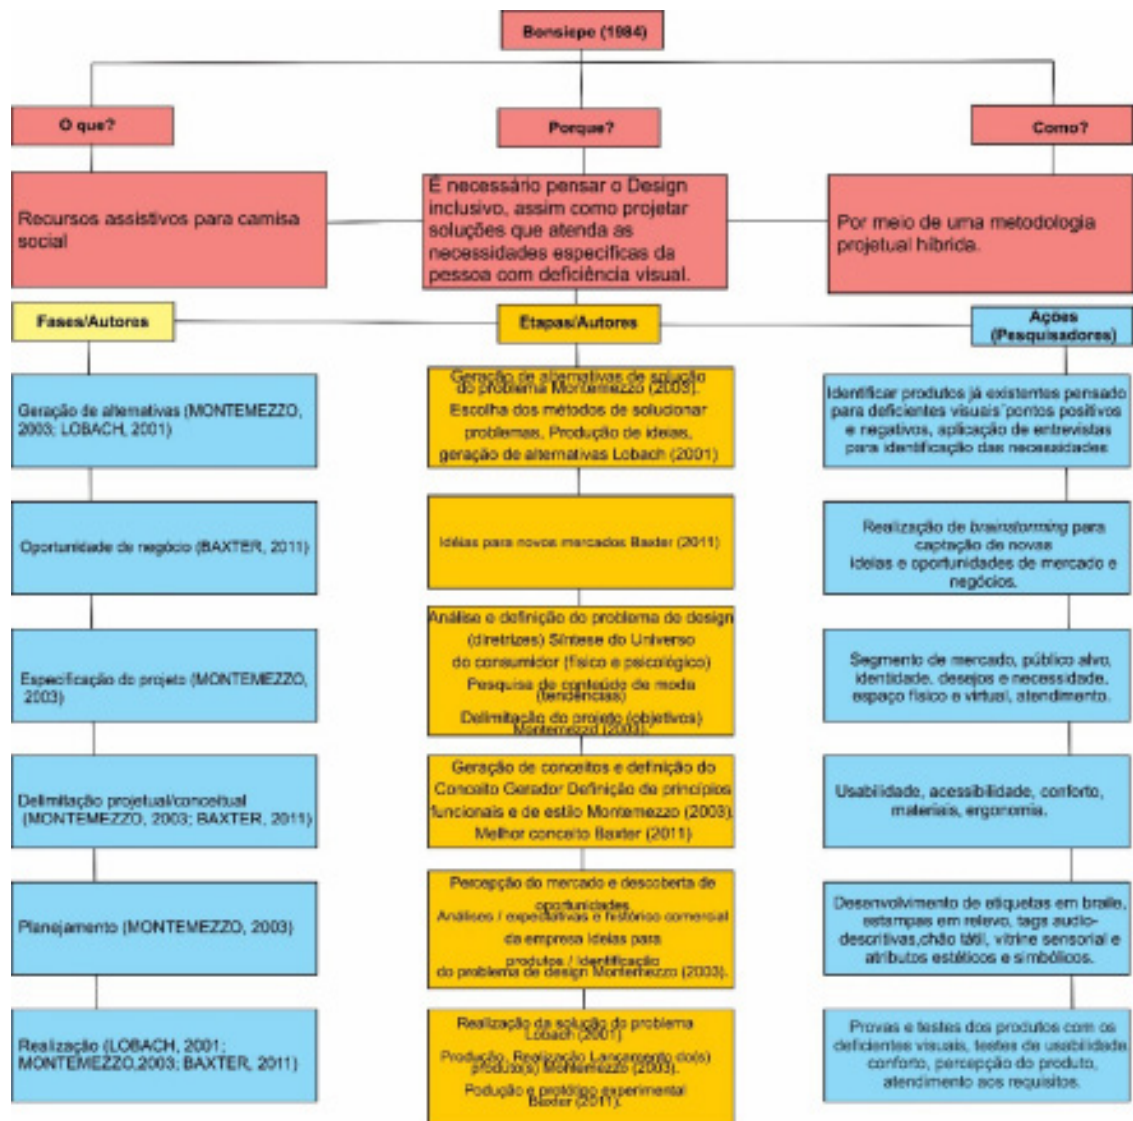 Bonsiepe (1984)
O que?
Porque?
Como?
Recursos assistivos para camisa
social
É necessário pensar o Design
inclusivo, assim como projetar
soluções que atenda as
necessidades especificas da
pessoa com deficiência visual.
Por meio de uma metodologia
projetual híbrida.
Fases/Autores
Etapas/Autores
Ações
(Pesquisadores)
Geração de alternativas (MONTEMEZZO,
2003; LOBACH, 2001)
Geração de alternativas de solução
do problema Montemezzo (2003).
Escolha dos métodos de solucionar
problemas, Produção de ideias,
geração de alternativas Lobach (2001)
Identificar produtos já existentes pensado
para deficientes visuais pontos positivos
e negativos, aplicação de entrevistas
para identificação das necessidades
Oportunidade de negócio (BAXTER, 2011)
Idéias para novos mercados Baxter (2011)
Realização de brainstorming para
captação de novas
ideias e oportunidades de mercado e
negócios.
Especificação do projeto (MONTEMEZZO,
2003)
Análise e definição do problema de design
(diretrizes) Síntese do Universo
do consumidor (físico e psicológico)
Pesquisa de conteúdo de moda
(tendências)
Delimitação do projeto (objetivos)
Montemezzo (2003).
Segmento de mercado, público alvo,
identidade, desejos e necessidade,
espaço físico e virtual, atendimento.
Delimitação projetual/conceitual
(MONTEMEZZO, 2003; BAXTER, 2011)
Geração de conceitos e definição do
Conceito Gerador Definição de princípios
funcionais e de estilo Montemezzo (2003).
Melhor conceito Baxter (2011)
Usabilidade, acessibilidade, conforto,
materiais, ergonomia.
Planejamento (MONTEMEZZO, 2003)
Percepção do mercado e descoberta de
oportunidades.
Análises / expectativas e histórico comercial
da empresa Ideias para
produtos / Identificação
do problema de design Montemezzo (2003).
Desenvolvimento de etiquetas em braile,
estampas em relevo, tags audio-
descritivas,chão tátil, vitrine sensorial e
atributos estéticos e simbólicos.
Realização (LOBACH, 2001;
MONTEMEZZO,2003; BAXTER, 2011)
Realização da solução do problema
Lobach (2001)
Produção, Realização Lançamento do(s)
produto(s) Montemezzo (2003).
Podução e protótipo experimental
Baxter (2011).
Provas e testes dos produtos com os
deficientes visuais, testes de usabilidade
conforto, percepção do produto,
atendimento aos requisitos.